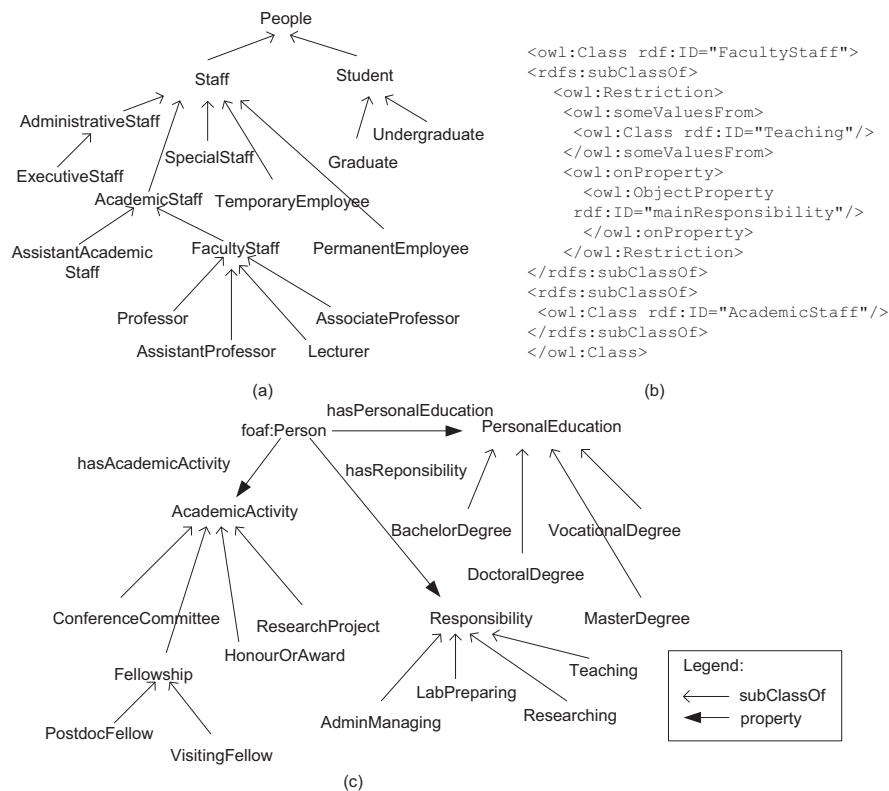 People
Staff
Student
AdministrativeStaff
Undergraduate
SpecialStaff
Graduate
ExecutiveStaff
AcademicStaff
TemporaryEmployee
AssistantAcademic
Staff
FacultyStaff
PermanentEmployee
Professor
AssociateProfessor
AssistantProfessor
Lecturer
(a)
<owl:Class rdf:ID="FacultyStaff">
<rdfs:subClassOf>
<owl:Restriction>
<owl:someValuesFrom>
<owl:Class rdf:ID="Teaching"/>
</owl:someValuesFrom>
<owl:onProperty>
<owl:ObjectProperty
rdf:ID="mainResponsibility"/>
</owl:onProperty>
</owl:Restriction>
</rdfs:subClassOf>
<rdfs:subClassOf>
<owl:Class rdf:ID="AcademicStaff"/>
</rdfs:subClassOf>
</owl:Class>
(b)
hasPersonalEducation
foaf:Person
PersonalEducation
hasAcademicActivity
hasReponsibility
AcademicActivity
BachelorDegree
VocationalDegree
DoctoralDegree
ConferenceCommittee
ResearchProject
Responsibility
MasterDegree
HonourOrAward
Fellowship
Teaching
LabPreparing
AdminManaging
Researching
PostdocFellow
VisitingFellow
Legend:
subClassOf
property
(c)